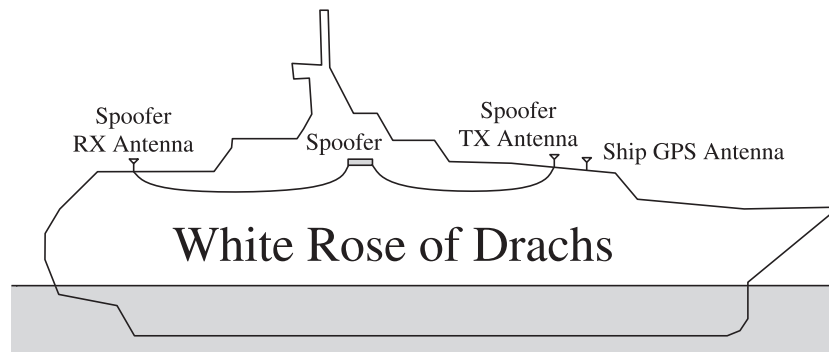 Spoofer
RX Antenna
Spoofer
Spoofer
TX Antenna
Ship GPS Antenna
White Rose of Drachs